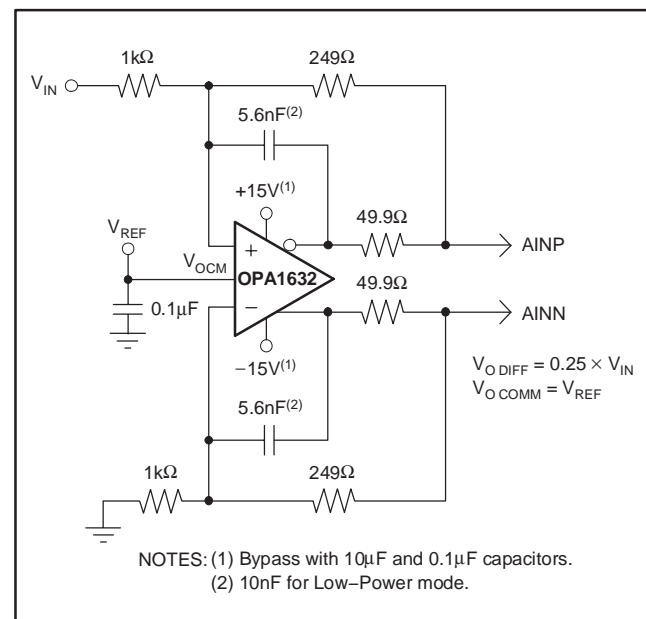 1kΩ
249Ω
V_IN
5.6nF(2)
+15V(1)
49.9Ω
V_REF
AINP
V_OCM
+
OPA1632
49.9Ω
−
0.1μF
AINN
−15V(1)
V_O DIFF = 0.25 × V_IN
V_O COMM = V_REF
5.6nF(2)
1kΩ
249Ω
NOTES: (1) Bypass with 10μF and 0.1μF capacitors.
(2) 10nF for Low−Power mode.